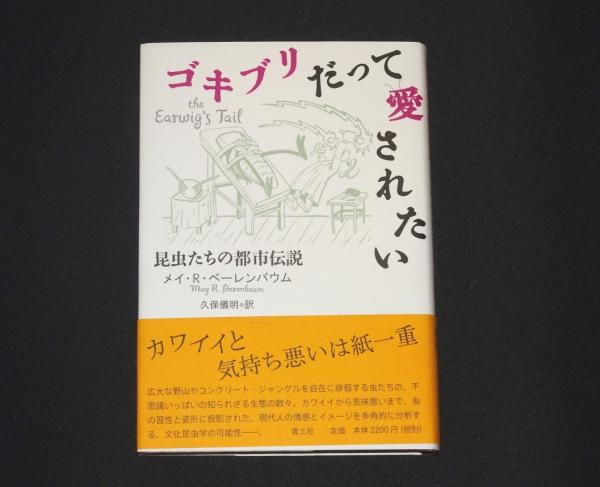 ゴキブリだって愛されたい
the
Earwig's Tail
昆虫たちの都市伝説
メイ・R・ベーレンバウム
May R. Berenbaum
久保儀明◇訳
カワイイと
気持ち悪いは紙一重
広大な野山やコンクリート・ジャングルを自在に徘徊する虫たちの、不
思議いっぱいの知られざる生態の数々。カワイイから気味悪いまで、虫
の習性と姿形に投影された、現代人の情感とイメージを多角的に分析す
る、文化昆虫学の可能性――。
青土社 定価 本体2200円(税別)